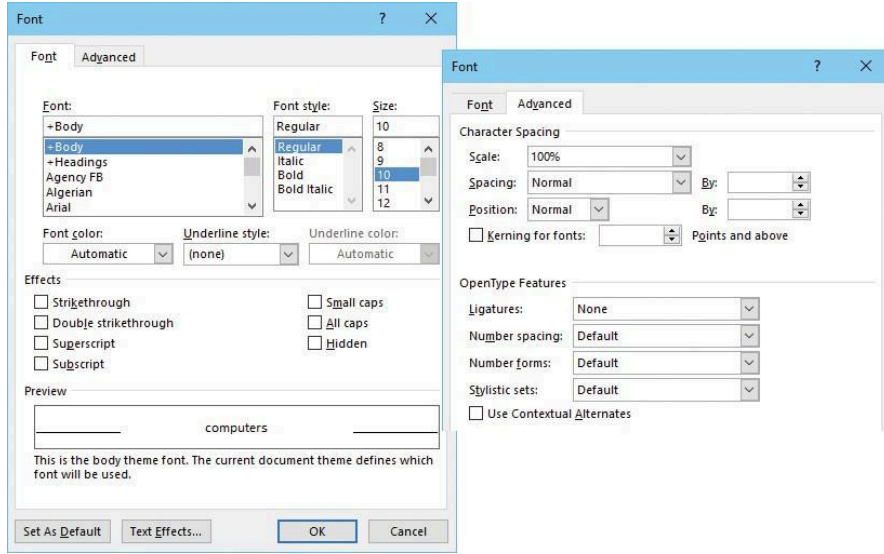 Font ? ×
Font Advanced
Font: Font style: Size:
+Body Regular 10
+Body Regular 8
+Headings Italic 9
Agency FB Bold 10
Algerian Bold Italic 11
Arial 12
Font color: Underline style: Underline color:
Automatic (none) Automatic
Effects
Strikethrough Small caps
Double strikethrough All caps
Superscript Hidden
Subscript
Preview
computers
This is the body theme font. The current document theme defines which
font will be used.
Set As Default Text Effects... OK Cancel
Font ? ×
Font Advanced
Character Spacing
Scale: 100%
Spacing: Normal By:
Position: Normal By:
Kerning for fonts: Points and above
OpenType Features
Ligatures: None
Number spacing: Default
Number forms: Default
Stylistic sets: Default
Use Contextual Alternates